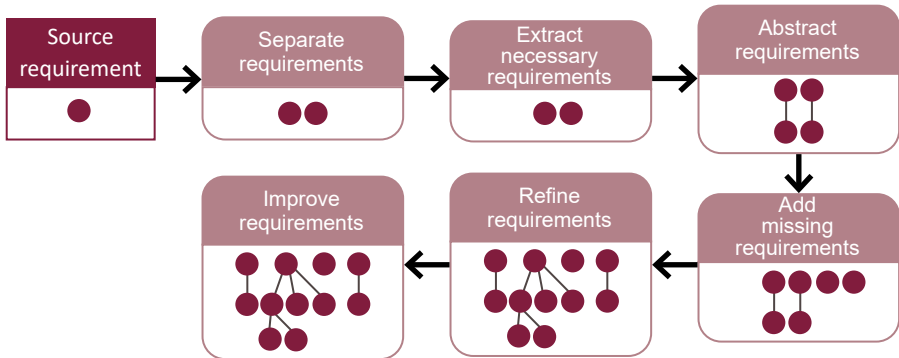 Source
requirement
Separate
requirements
Extract
necessary
requirements
Abstract
requirements
Add
missing
requirements
Refine
requirements
Improve
requirements